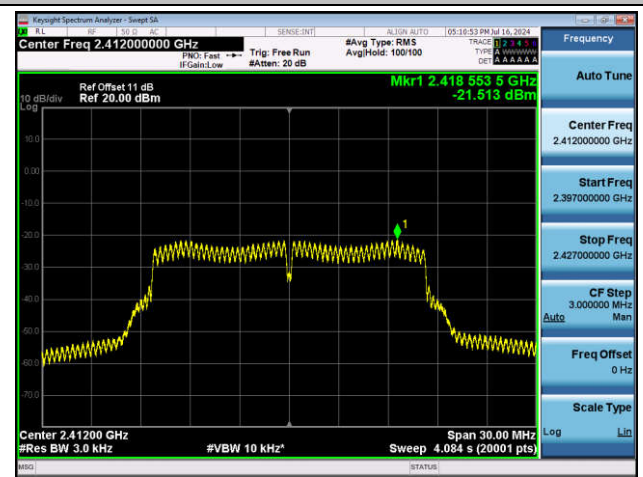 Keysight Spectrum Analyzer - Swept SA
RL RF 50 Ω AC SENSE:INT ALIGN AUTO 05:10:53 PM Jul 16, 2024
Center Freq 2.412000000 GHz
PNO: Fast
IFGain:Low
Trig: Free Run
#Atten: 20 dB
#Avg Type: RMS
Avg|Hold: 100/100
TRACE 1 2 3 4 5 6
TYPE A WWWWW
DET A A A A A A
Ref Offset 11 dB
10 dB/div Ref 20.00 dBm
Log
Mkr1 2.418 553 5 GHz
-21.513 dBm
10.0
0.00
-10.0
-20.0
-30.0
-40.0
-50.0
-60.0
-70.0
1
Center 2.41200 GHz Span 30.00 MHz
#Res BW 3.0 kHz #VBW 10 kHz* Sweep 4.084 s (20001 pts)
MSG STATUS
Frequency
Auto Tune
Center Freq
2.412000000 GHz
Start Freq
2.397000000 GHz
Stop Freq
2.427000000 GHz
CF Step
3.000000 MHz
Auto Man
Freq Offset
0 Hz
Scale Type
Log Lin